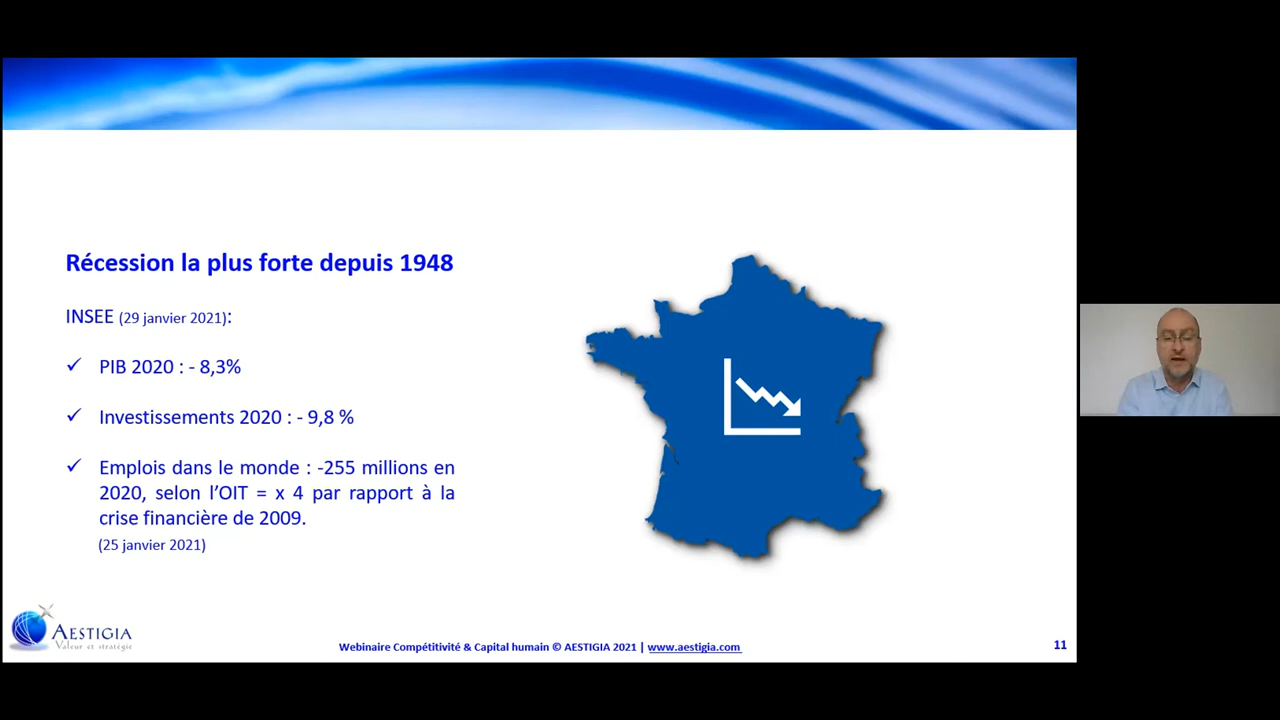 Récession la plus forte depuis 1948
INSEE (29 janvier 2021):
✓ PIB 2020 : - 8,3%
✓ Investissements 2020 : - 9,8 %
✓ Emplois dans le monde : -255 millions en
2020, selon l’OIT = x 4 par rapport à la
crise financière de 2009.
(25 janvier 2021)
AESTIGIA
Valeur et stratégie
Webinaire Compétitivité & Capital humain © AESTIGIA 2021 | www.aestigia.com
11